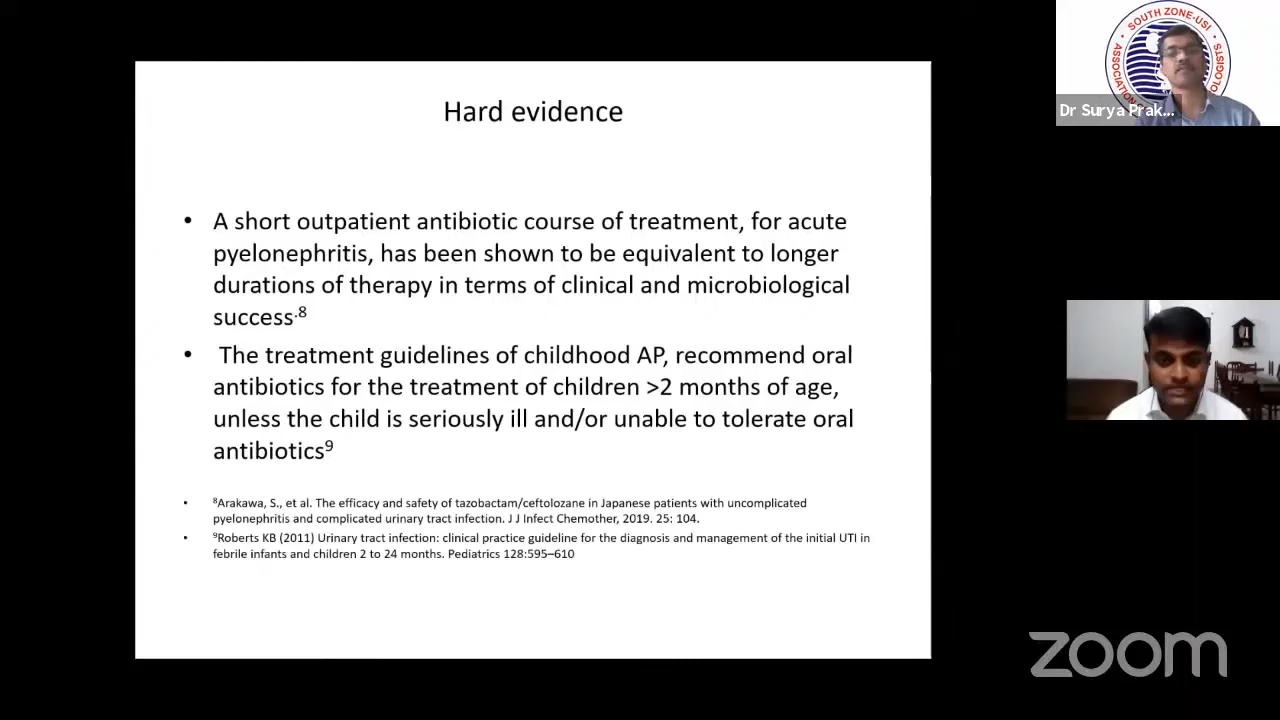 Hard evidence
• A short outpatient antibiotic course of treatment, for acute
pyelonephritis, has been shown to be equivalent to longer
durations of therapy in terms of clinical and microbiological
success.8
• The treatment guidelines of childhood AP, recommend oral
antibiotics for the treatment of children >2 months of age,
unless the child is seriously ill and/or unable to tolerate oral
antibiotics9
• 8Arakawa, S., et al. The efficacy and safety of tazobactam/ceftolozane in Japanese patients with uncomplicated
pyelonephritis and complicated urinary tract infection. J J Infect Chemother, 2019. 25: 104.
• 9Roberts KB (2011) Urinary tract infection: clinical practice guideline for the diagnosis and management of the initial UTI in
febrile infants and children 2 to 24 months. Pediatrics 128:595–610
SOUTH ZONE-USI
Dr Surya Prak...
zoom